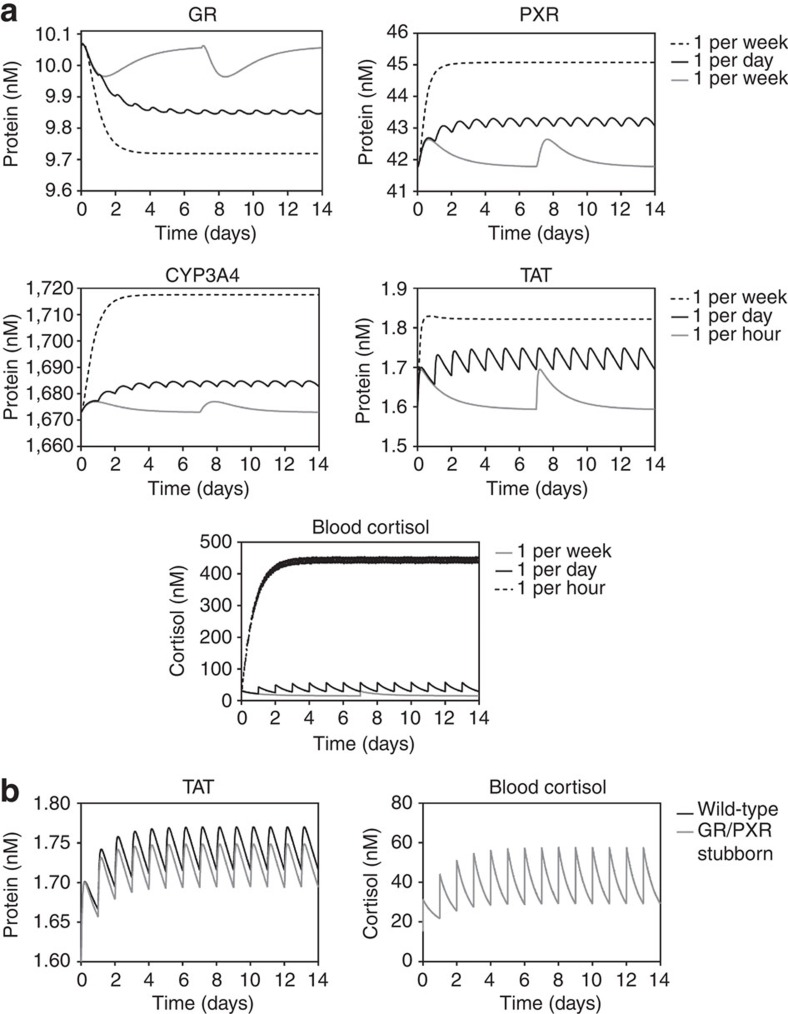 a
GR
10.1
10.0
9.9
9.8
9.7
9.6
Protein (nM)
0 2 4 6 8 10 12 14
Time (days)
PXR
46
45
44
43
42
41
Protein (nM)
0 2 4 6 8 10 12 14
Time (days)
1 per week
1 per day
1 per week
CYP3A4
1,720
1,710
1,700
1,690
1,680
1,670
1,660
Protein (nM)
0 2 4 6 8 10 12 14
Time (days)
TAT
1.9
1.8
1.7
1.6
1.5
Protein (nM)
0 2 4 6 8 10 12 14
Time (days)
1 per week
1 per day
1 per hour
Blood cortisol
500
400
300
200
100
0
Cortisol (nM)
0 2 4 6 8 10 12 14
Time (days)
1 per week
1 per day
1 per hour
b
TAT
1.80
1.75
1.70
1.65
1.60
Protein (nM)
0 2 4 6 8 10 12 14
Time (days)
Blood cortisol
80
60
40
20
0
Cortisol (nM)
0 2 4 6 8 10 12 14
Time (days)
Wild-type
GR/PXR
stubborn